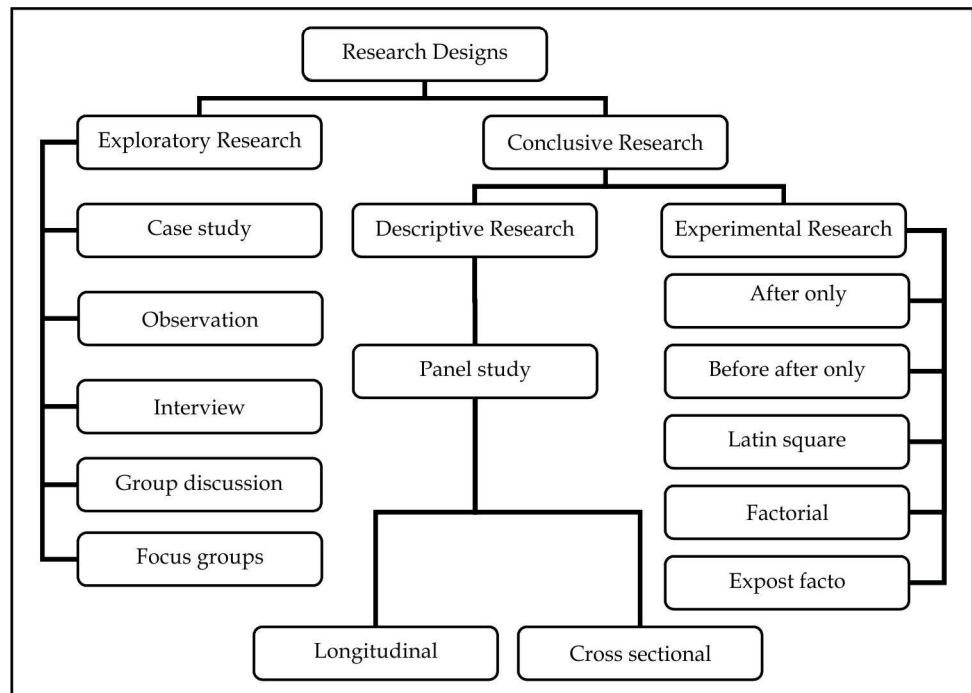 Research Designs
Exploratory Research
Conclusive Research
Case study
Descriptive Research
Experimental Research
After only
Observation
Panel study
Before after only
Interview
Latin square
Group discussion
Factorial
Focus groups
Expost facto
Longitudinal
Cross sectional